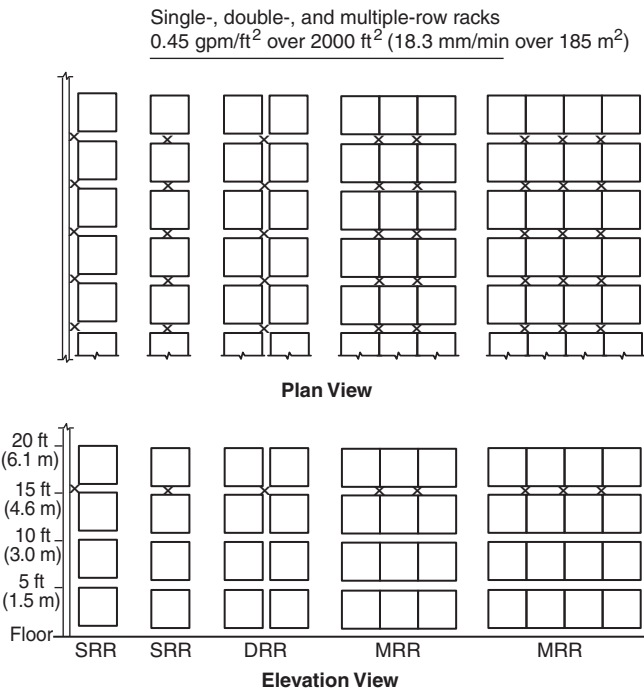 Single-, double-, and multiple-row racks
0.45 gpm/ft² over 2000 ft² (18.3 mm/min over 185 m²)
Plan View
20 ft
(6.1 m)
15 ft
(4.6 m)
10 ft
(3.0 m)
5 ft
(1.5 m)
Floor
SRR SRR DRR MRR MRR
Elevation View